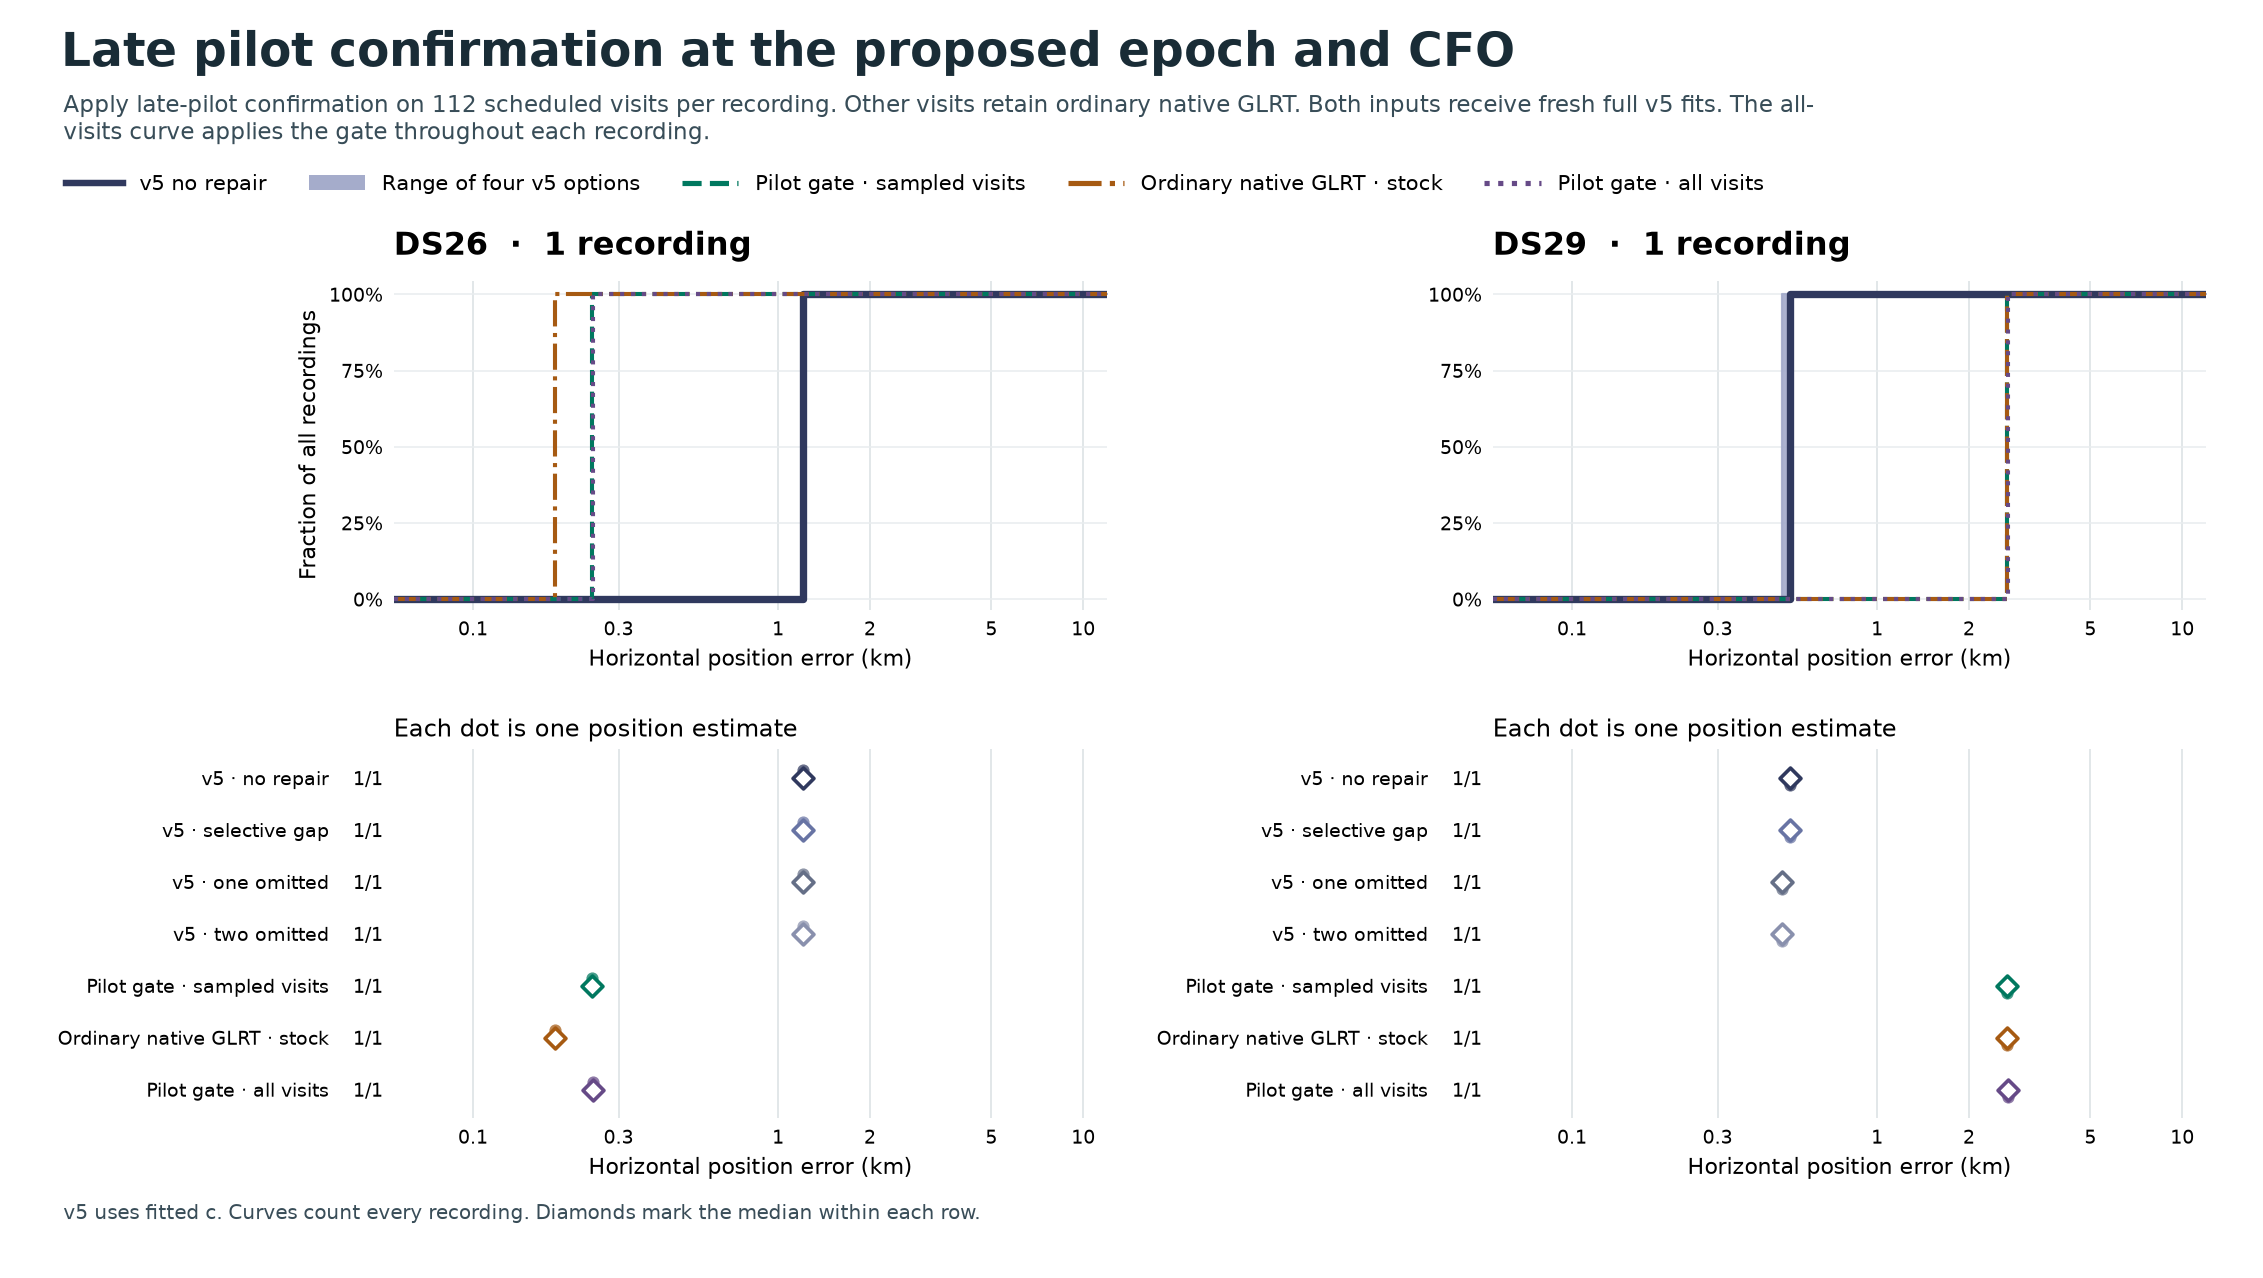 Late pilot confirmation at the proposed epoch and CFO
Apply late-pilot confirmation on 112 scheduled visits per recording. Other visits retain ordinary native GLRT. Both inputs receive fresh full v5 fits. The all-
visits curve applies the gate throughout each recording.
v5 no repair
Range of four v5 options
Pilot gate · sampled visits
Ordinary native GLRT · stock
Pilot gate · all visits
DS26 · 1 recording
Fraction of all recordings
100%
75%
50%
25%
0%
0.1 0.3 1 2 5 10
Horizontal position error (km)
DS29 · 1 recording
100%
75%
50%
25%
0%
0.1 0.3 1 2 5 10
Horizontal position error (km)
Each dot is one position estimate
v5 · no repair 1/1
v5 · selective gap 1/1
v5 · one omitted 1/1
v5 · two omitted 1/1
Pilot gate · sampled visits 1/1
Ordinary native GLRT · stock 1/1
Pilot gate · all visits 1/1
0.1 0.3 1 2 5 10
Horizontal position error (km)
Each dot is one position estimate
v5 · no repair 1/1
v5 · selective gap 1/1
v5 · one omitted 1/1
v5 · two omitted 1/1
Pilot gate · sampled visits 1/1
Ordinary native GLRT · stock 1/1
Pilot gate · all visits 1/1
0.1 0.3 1 2 5 10
Horizontal position error (km)
v5 uses fitted c. Curves count every recording. Diamonds mark the median within each row.